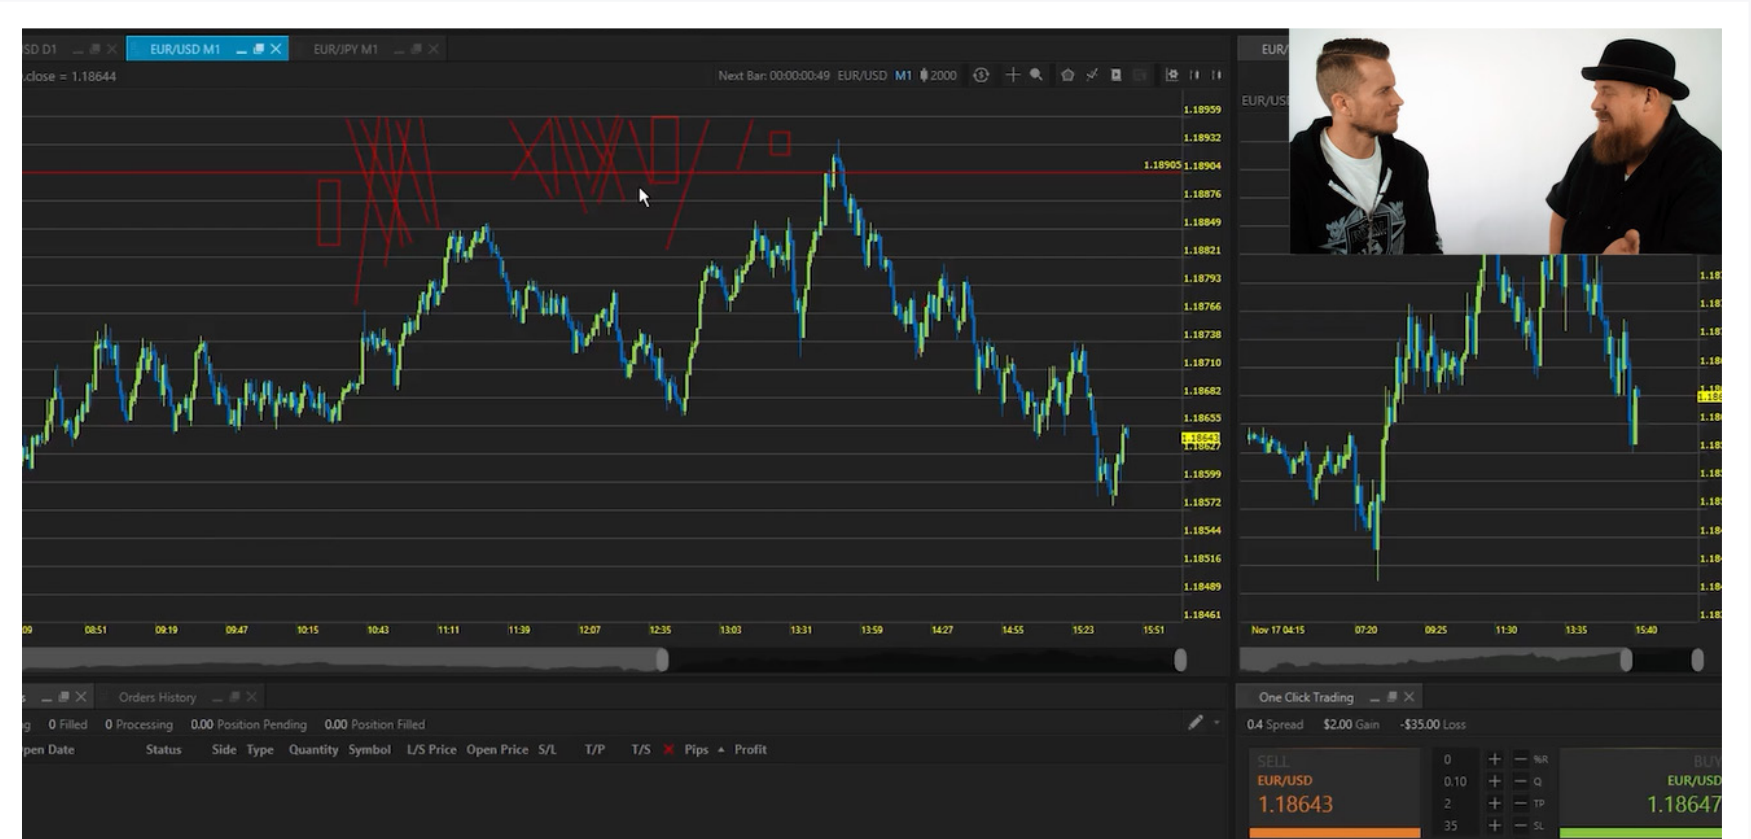 SD D1
EUR/USD M1
EUR/JPY M1
EUR/
.close = 1.18644
Next Bar: 00:00:00:49 EUR/USD M1 2000
EUR/USD
1.18959
1.18932
1.18905 1.18904
1.18876
1.18849
1.18821
1.18793
1.18766
1.18738
1.18710
1.18682
1.18655
1.18643
1.18627
1.18599
1.18572
1.18544
1.18516
1.18489
1.18461
09 08:51 09:19 09:47 10:15 10:43 11:11 11:39 12:07 12:35 13:03 13:31 13:59 14:27 14:55 15:23 15:51
Nov 17 04:15 07:20 09:25 11:30 13:35 15:40
Orders History
One Click Trading
g 0 Filled 0 Processing 0.00 Position Pending 0.00 Position Filled
0.4 Spread $2.00 Gain -$35.00 Loss
pen Date Status Side Type Quantity Symbol L/S Price Open Price S/L T/P T/S Pips Profit
SELL
EUR/USD
1.18643
0 + − %R
0.10 + − Q
2 + − TP
35 + − SL
BUY
EUR/USD
1.18647